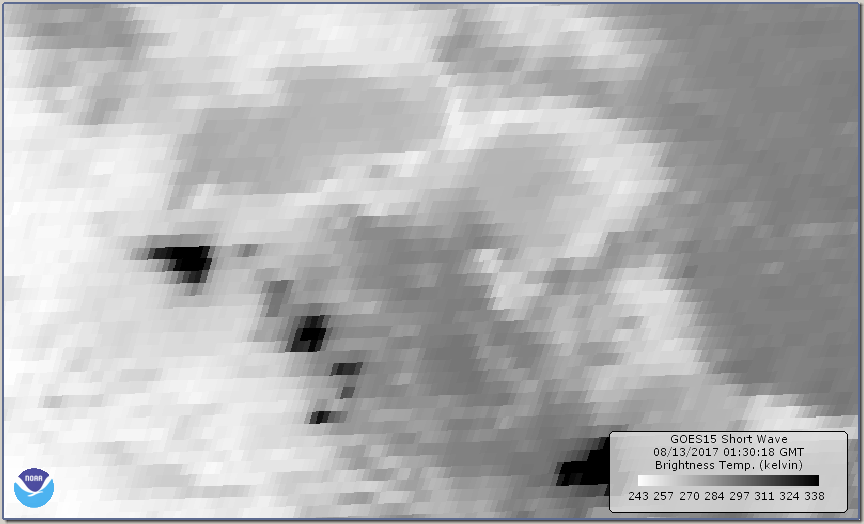 GOES15 Short Wave
08/13/2017 01:30:18 GMT
Brightness Temp. (kelvin)
243 257 270 284 297 311 324 338
NOAA